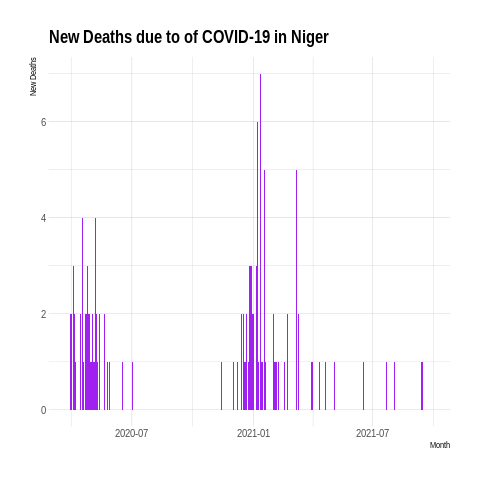 New Deaths due to of COVID-19 in Niger
New Deaths
6
4
2
0
2020-07
2021-01
2021-07
Month